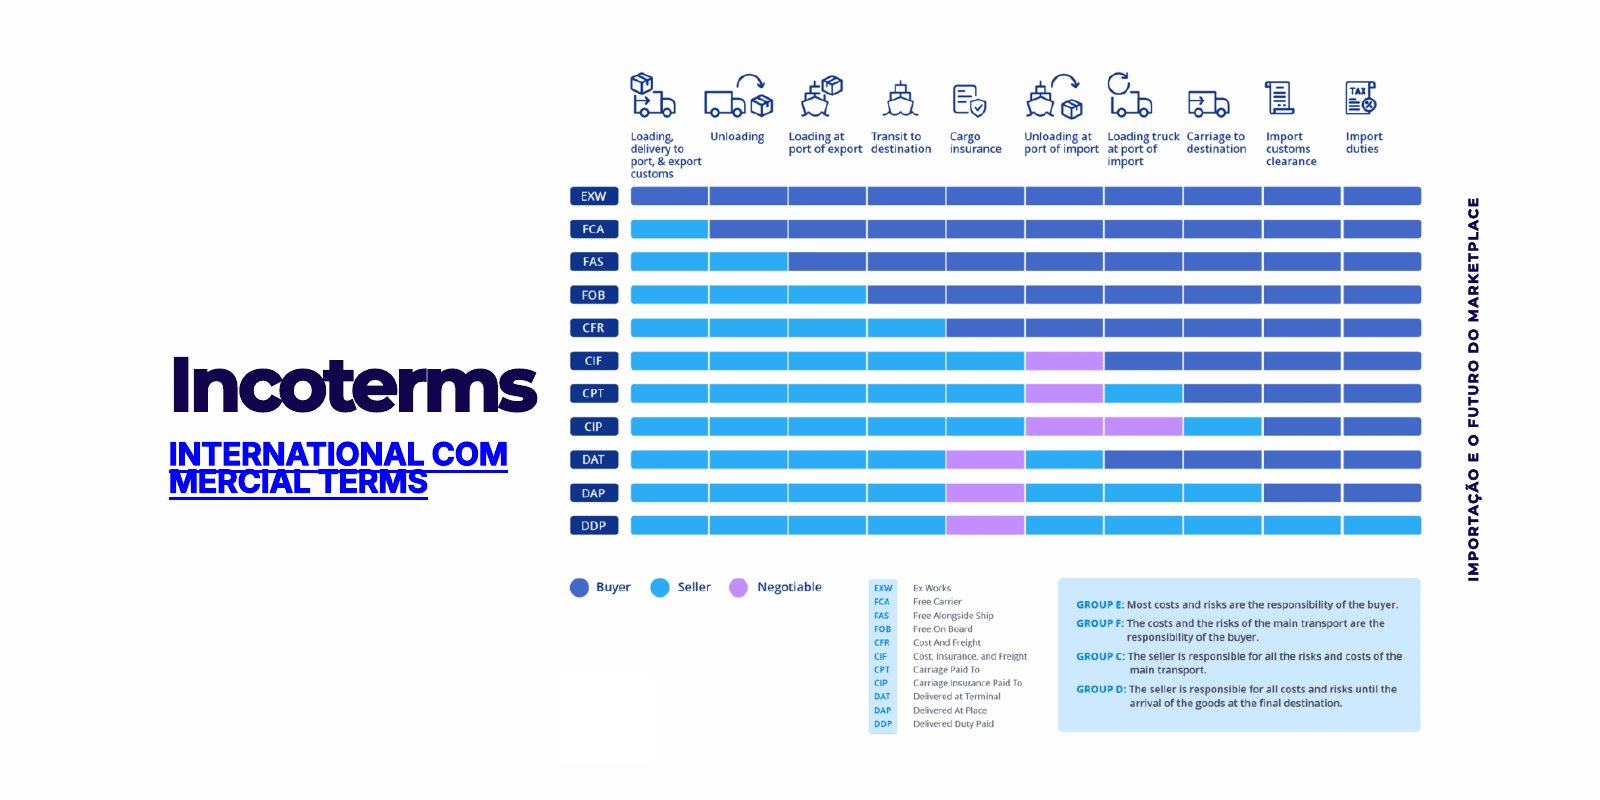 Incoterms
INTERNATIONAL COM
MERCIAL TERMS
Loading,
delivery to
port, & export
customs
Unloading
Loading at
port of export
Transit to
destination
Cargo
insurance
Unloading at
port of import
Loading truck
at port of
import
Carriage to
destination
Import
customs
clearance
TAX
Import
duties
EXW
FCA
FAS
FOB
CFR
CIF
CPT
CIP
DAT
DAP
DDP
Buyer
Seller
Negotiable
EXW Ex Works
FCA Free Carrier
FAS Free Alongside Ship
FOB Free On Board
CFR Cost And Freight
CIF Cost, Insurance, and Freight
CPT Carriage Paid To
CIP Carriage Insurance Paid To
DAT Delivered at Terminal
DAP Delivered At Place
DDP Delivered Duty Paid
GROUP E: Most costs and risks are the responsibility of the buyer.
GROUP F: The costs and the risks of the main transport are the
responsibility of the buyer.
GROUP C: The seller is responsible for all the risks and costs of the
main transport.
GROUP D: The seller is responsible for all costs and risks until the
arrival of the goods at the final destination.
IMPORTAÇÃO E O FUTURO DO MARKETPLACE